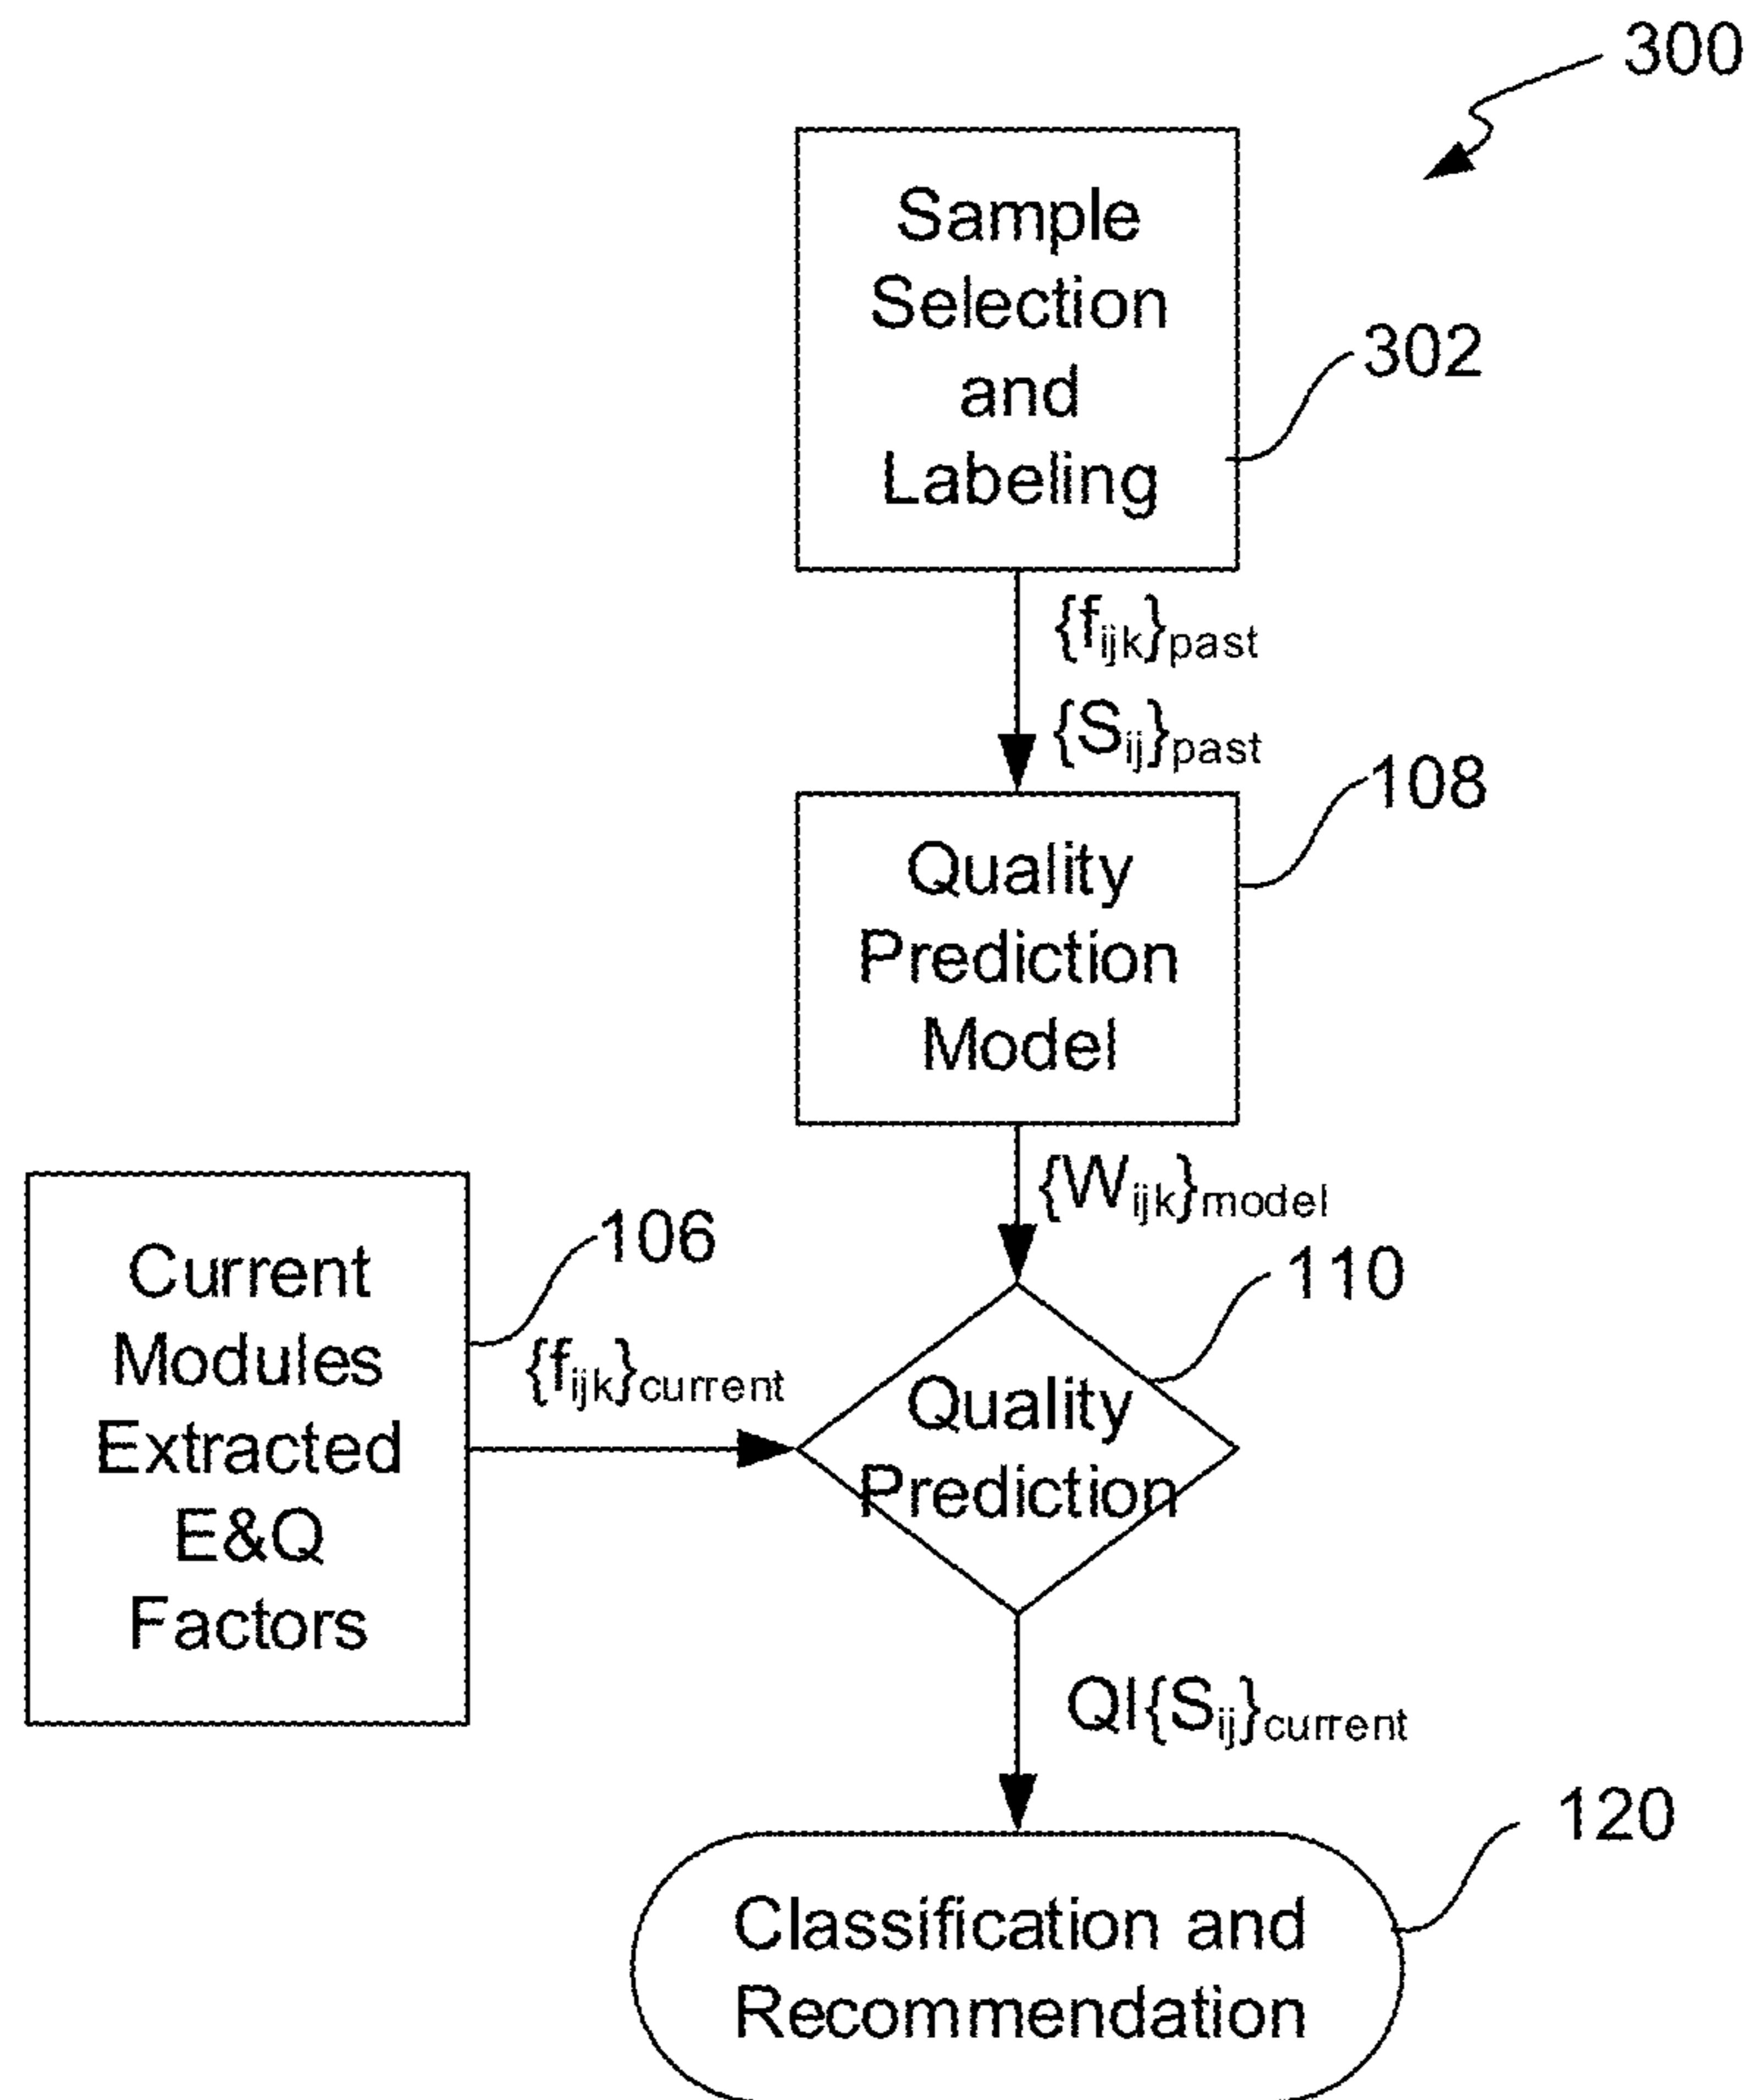 300
Sample
Selection
and
Labeling
302
{fijk}past
{Sij}past
108
Quality
Prediction
Model
{Wijk}model
106
110
Current
Modules
Extracted
E&Q
Factors
{fijk}current
Quality
Prediction
QI{Sij}current
120
Classification and
Recommendation